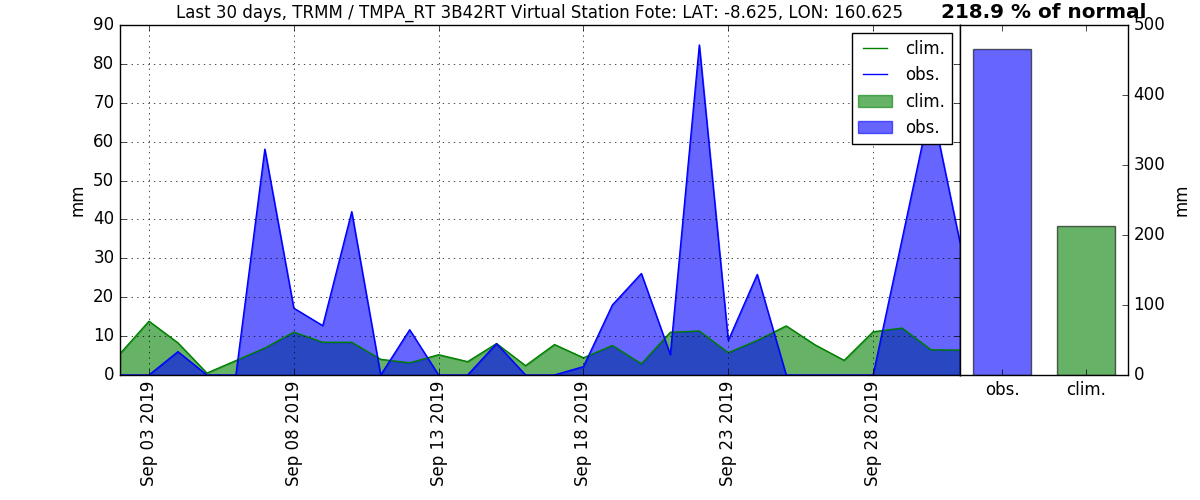 Last 30 days, TRMM / TMPA_RT 3B42RT Virtual Station Fote: LAT: -8.625, LON: 160.625
218.9 % of normal
90
80
70
60
50
40
30
20
10
0
mm
clim.
obs.
clim.
obs.
500
400
300
200
100
0
mm
Sep 03 2019
Sep 08 2019
Sep 13 2019
Sep 18 2019
Sep 23 2019
Sep 28 2019
obs.
clim.